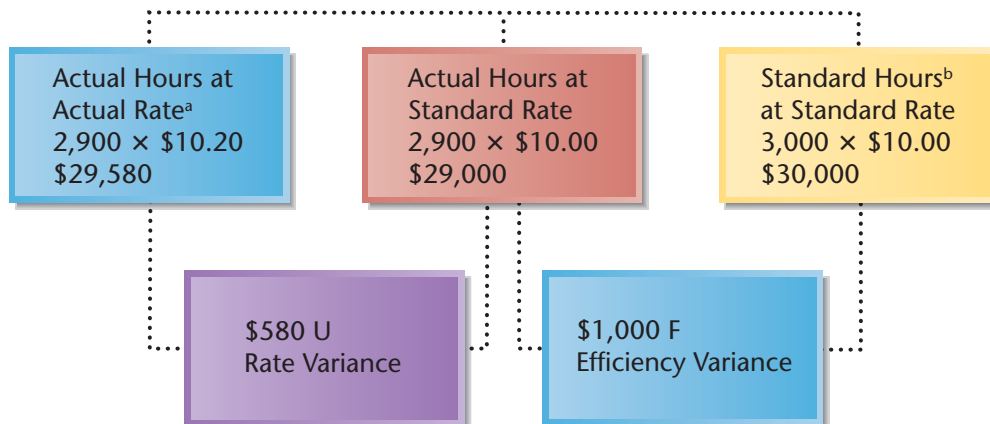 Actual Hours at
Actual Rateᵃ
2,900 × $10.20
$29,580
Actual Hours at
Standard Rate
2,900 × $10.00
$29,000
Standard Hoursᵇ
at Standard Rate
3,000 × $10.00
$30,000
$580 U
Rate Variance
$1,000 F
Efficiency Variance